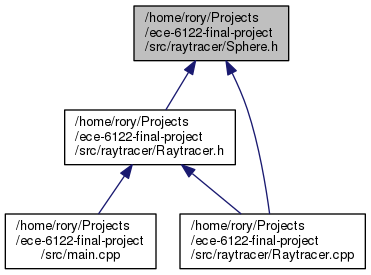 /home/rory/Projects
/ece-6122-final-project
/src/raytracer/Sphere.h
/home/rory/Projects
/ece-6122-final-project
/src/raytracer/Raytracer.h
/home/rory/Projects
/ece-6122-final-project
/src/main.cpp
/home/rory/Projects
/ece-6122-final-project
/src/raytracer/Raytracer.cpp